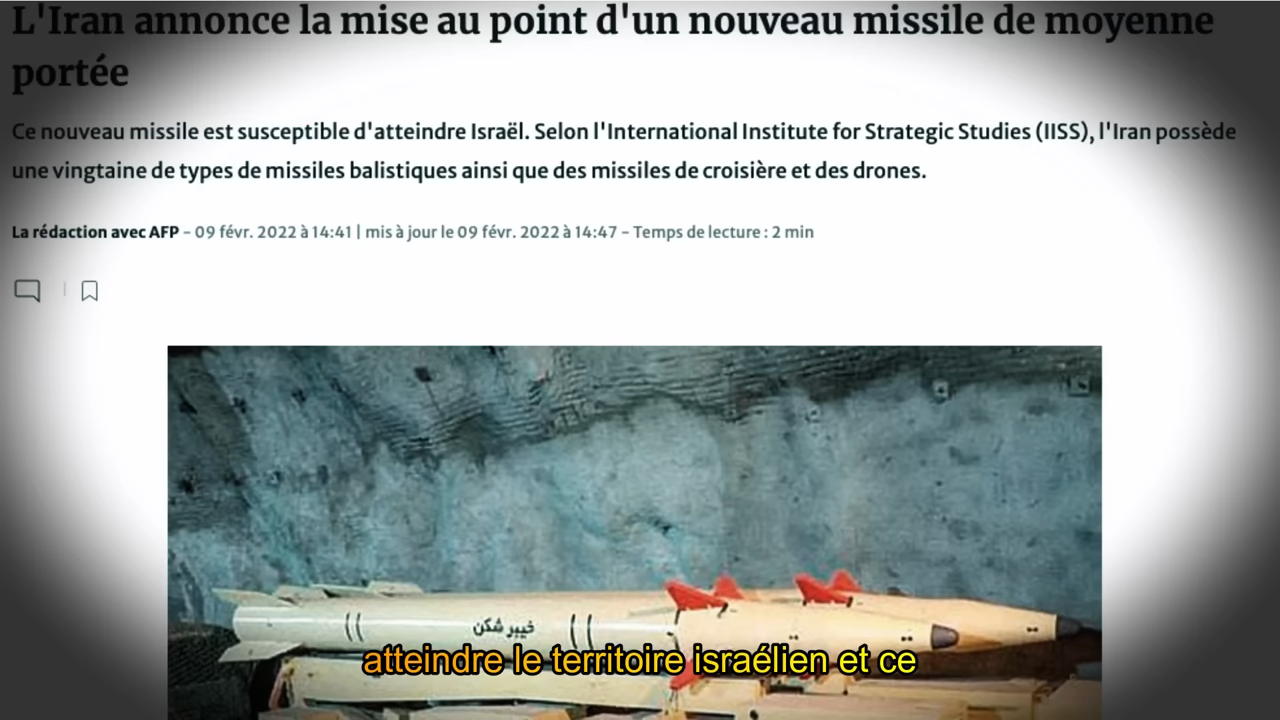 L'Iran annonce la mise au point d'un nouveau missile de moyenne
portée
Ce nouveau missile est susceptible d'atteindre Israël. Selon l'International Institute for Strategic Studies (IISS), l'Iran possède
une vingtaine de types de missiles balistiques ainsi que des missiles de croisière et des drones.
La rédaction avec AFP - 09 févr. 2022 à 14:41 | mis à jour le 09 févr. 2022 à 14:47 - Temps de lecture : 2 min
خیبر شکن
atteindre le territoire israélien et ce